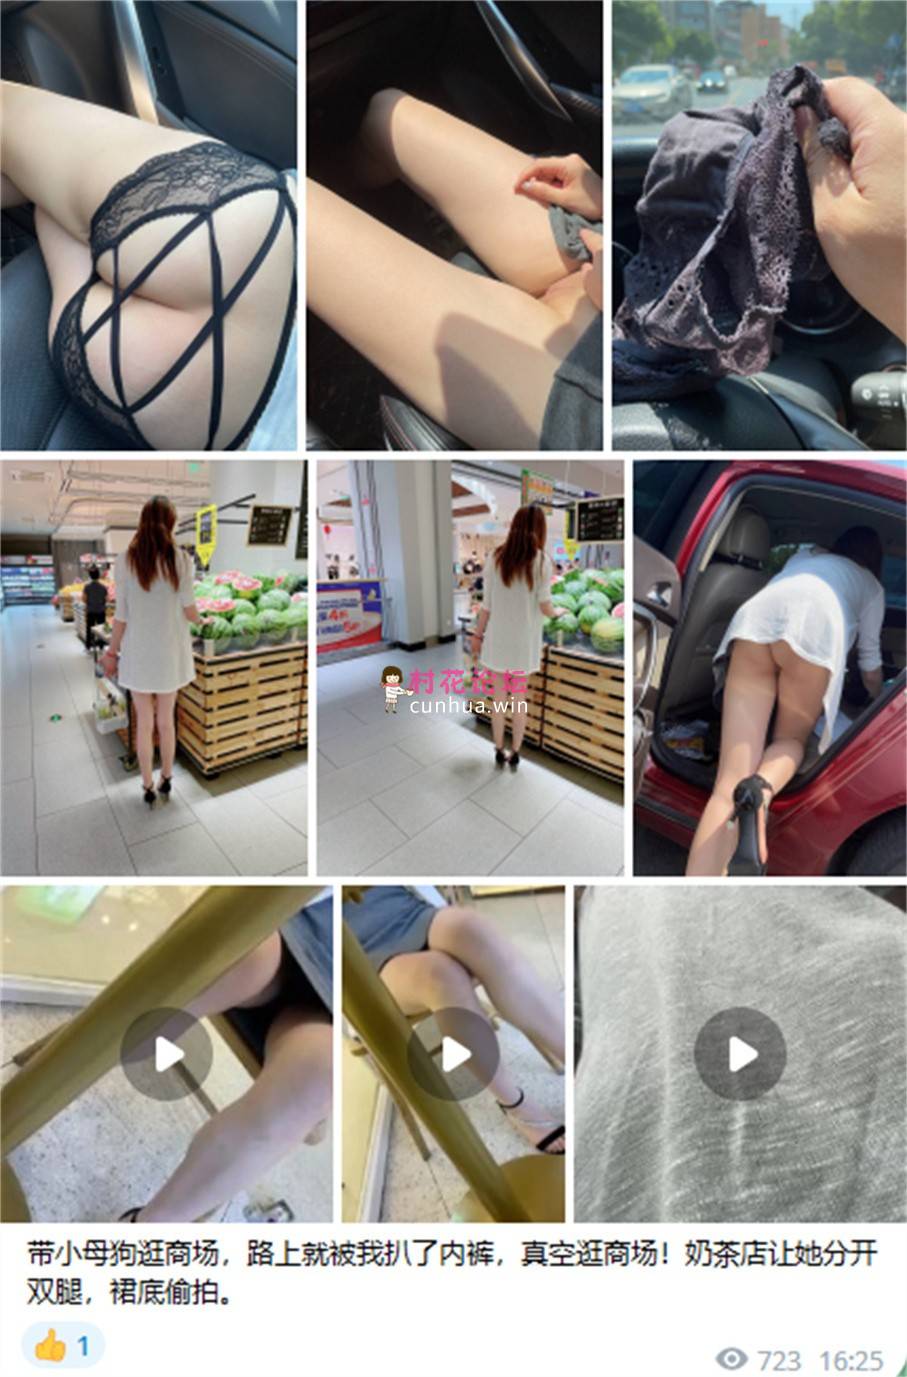 村花论坛
cunhua.win
带小母狗逛商场，路上就被我扒了内裤，真空逛商场！奶茶店让她分开
双腿，裙底偷拍。
👍 1
723 16:25